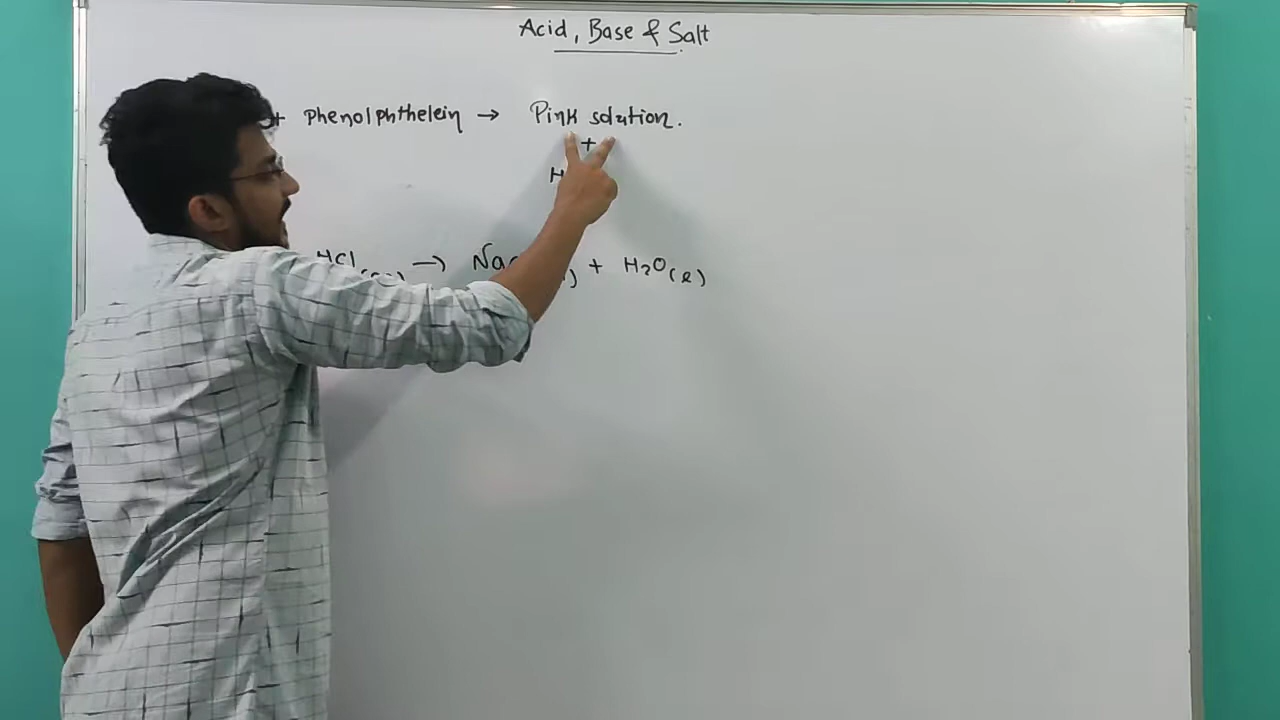 Acid, Base & Salt
+ Phenolphthelein → Pink solution.
+
H
HCl → Na + H2O(l)